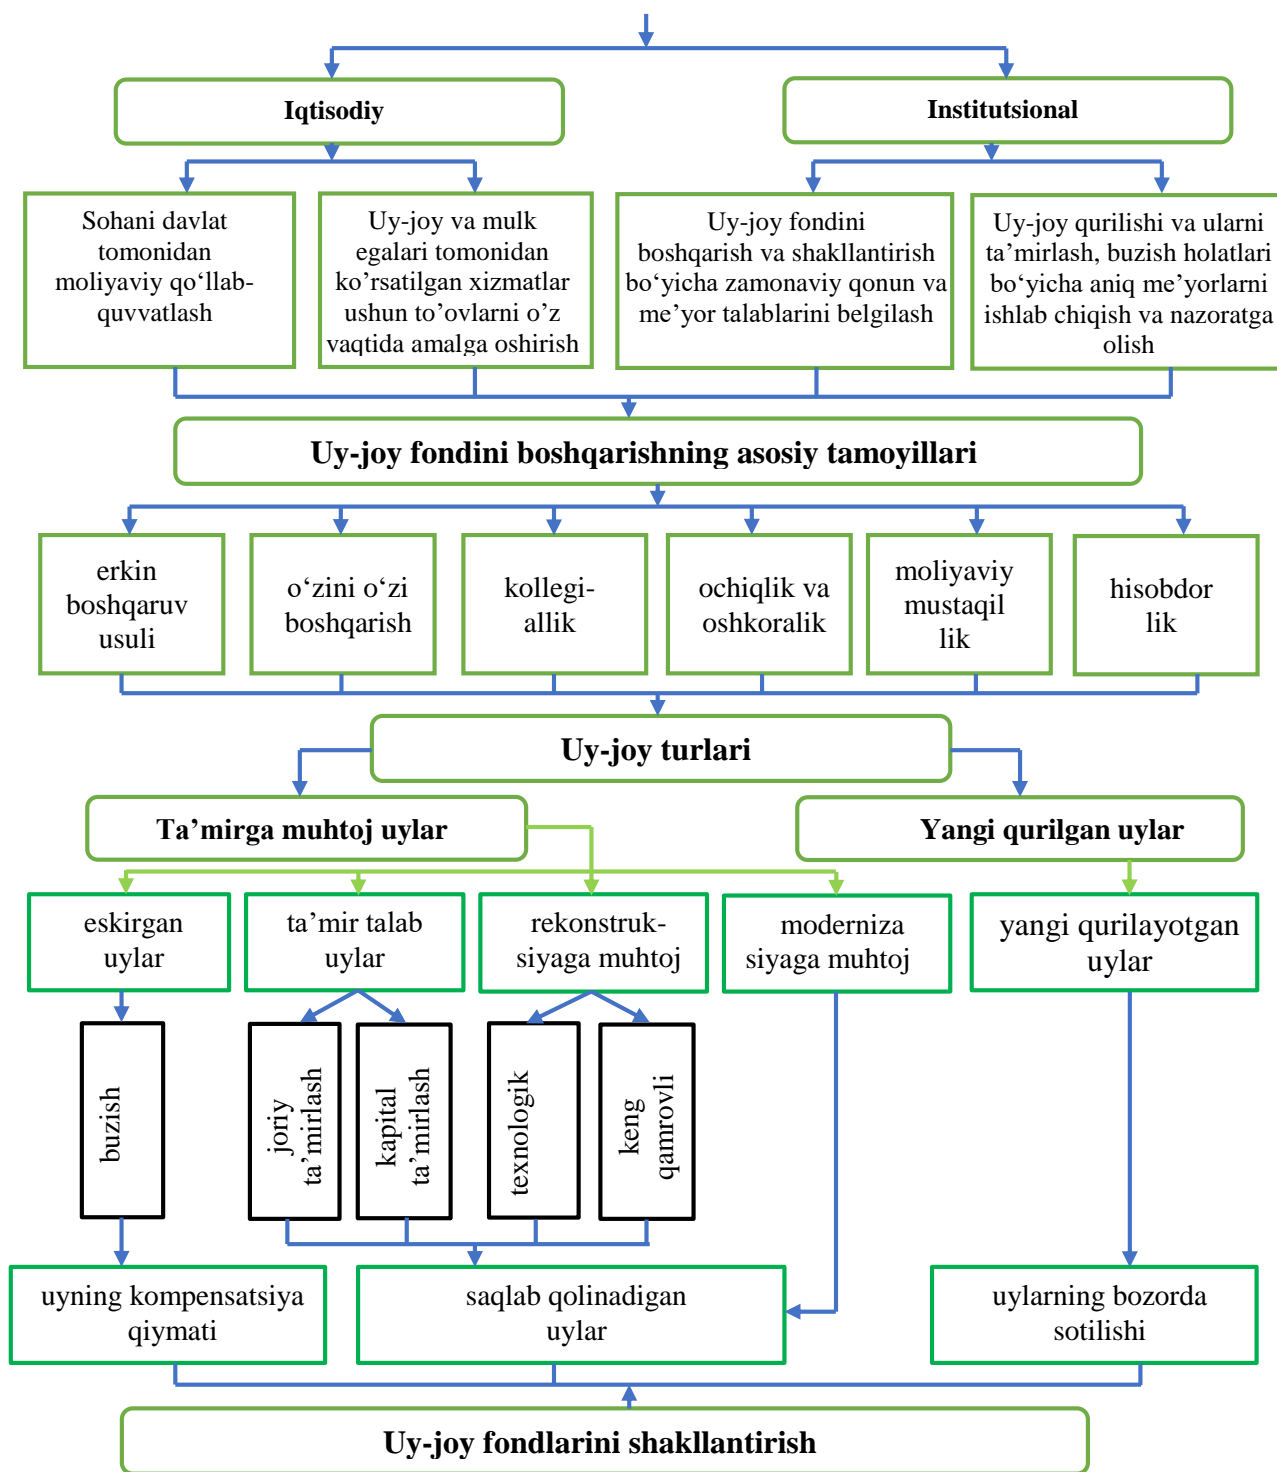 Iqtisodiy
Institutsional
Sohani davlat
tomonidan
moliyaviy qo‘llab-
quvvatlash
Uy-joy va mulk
egalari tomonidan
ko’rsatilgan xizmatlar
ushun to’ovlarni o’z
vaqtida amalga oshirish
Uy-joy fondini
boshqarish va shakllantirish
bo‘yicha zamonaviy qonun va
me’yor talablarini belgilash
Uy-joy qurilishi va ularni
ta’mirlash, buzish holatlari
bo‘yicha aniq me’yorlarni
ishlab chiqish va nazoratga
olish
Uy-joy fondini boshqarishning asosiy tamoyillari
erkin
boshqaruv
usuli
o‘zini o‘zi
boshqarish
kollegi-
allik
ochiqlik va
oshkoralik
moliyaviy
mustaqil
lik
hisobdor
lik
Uy-joy turlari
Ta’mirga muhtoj uylar
Yangi qurilgan uylar
eskirgan
uylar
ta’mir talab
uylar
rekonstruk-
siyaga muhtoj
moderniza
siyaga muhtoj
yangi qurilayotgan
uylar
buzish
joriy
ta’mirlash
kapital
ta’mirlash
texnologik
keng
qamrovli
uyning kompensatsiya
qiymati
saqlab qolinadigan
uylar
uylarning bozorda
sotilishi
Uy-joy fondlarini shakllantirish